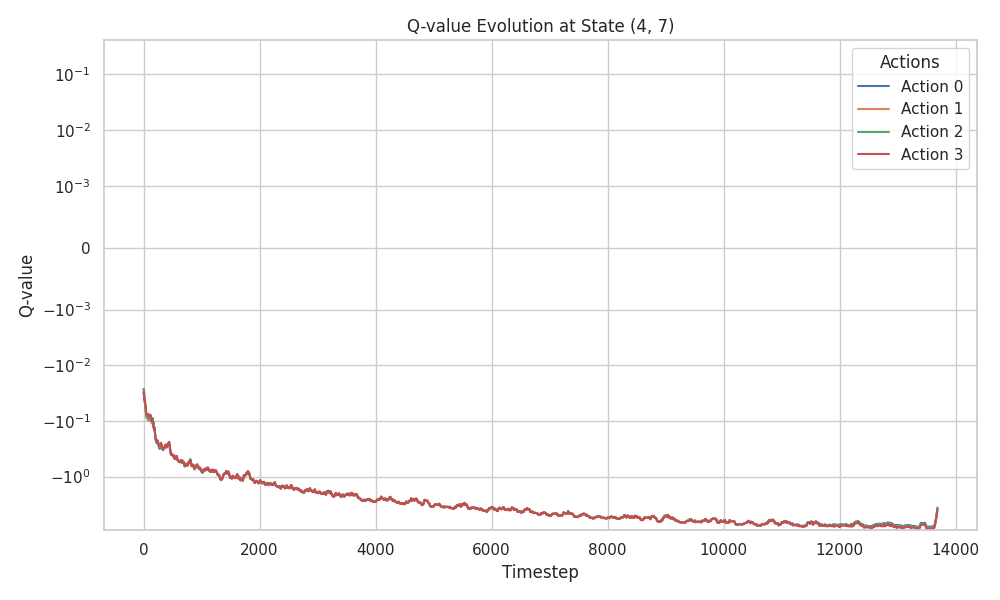 Q-value Evolution at State (4, 7)
Q-value
10⁻¹
10⁻²
10⁻³
0
−10⁻³
−10⁻²
−10⁻¹
−10⁰
Actions
Action 0
Action 1
Action 2
Action 3
0 2000 4000 6000 8000 10000 12000 14000
Timestep